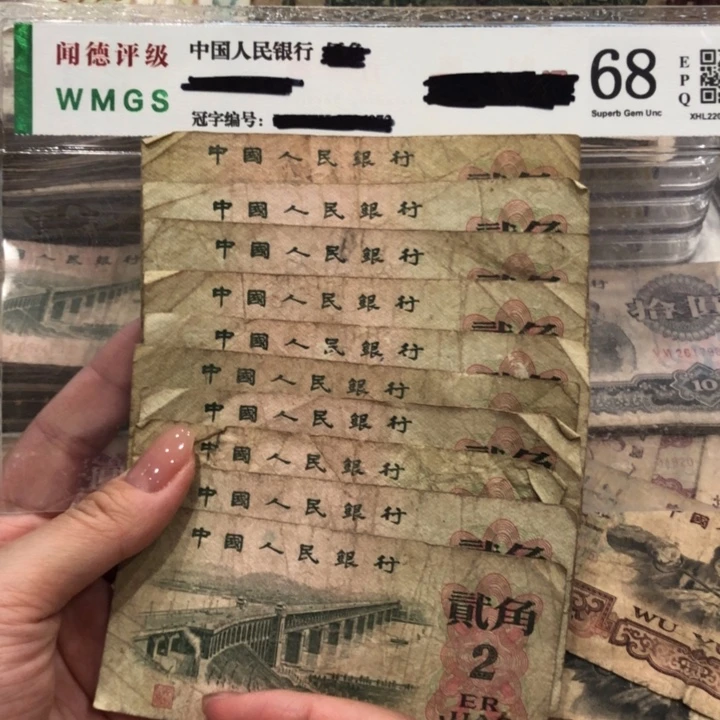 闻德评级
WMGS
中国人民银行
冠字编号:
68
Superb Gem Unc
E
P
Q
XHL220
中國人民銀行
中國人民銀行
中國人民銀行
中國人民銀行
中國人民銀行
中國人民銀行
中國人民銀行
中國人民銀行
中國人民銀行
中國人民銀行
貳角
2
ER
拾
10
WU